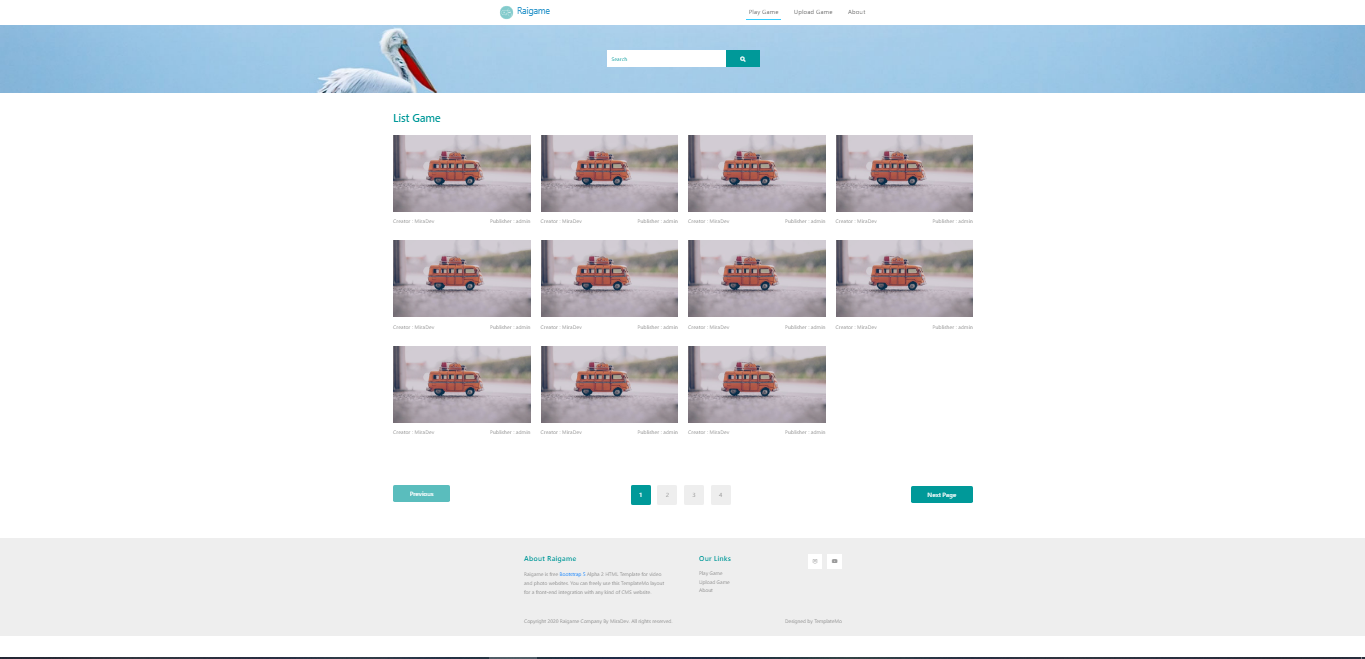 Raigame
Play Game
Upload Game
About
Search
List Game
Creator : MiraDev
Publisher : admin
Creator : MiraDev
Publisher : admin
Creator : MiraDev
Publisher : admin
Creator : MiraDev
Publisher : admin
Creator : MiraDev
Publisher : admin
Creator : MiraDev
Publisher : admin
Creator : MiraDev
Publisher : admin
Creator : MiraDev
Publisher : admin
Creator : MiraDev
Publisher : admin
Creator : MiraDev
Publisher : admin
Creator : MiraDev
Publisher : admin
Previous
1
2
3
4
Next Page
About Raigame
Raigame is free Bootstrap 5 Alpha 2 HTML Template for video
and photo websites. You can freely use this TemplateMo layout
for a front-end integration with any kind of CMS website.
Our Links
Play Game
Upload Game
About
Copyright 2020 Raigame Company By MiraDev. All rights reserved.
Designed by TemplateMo